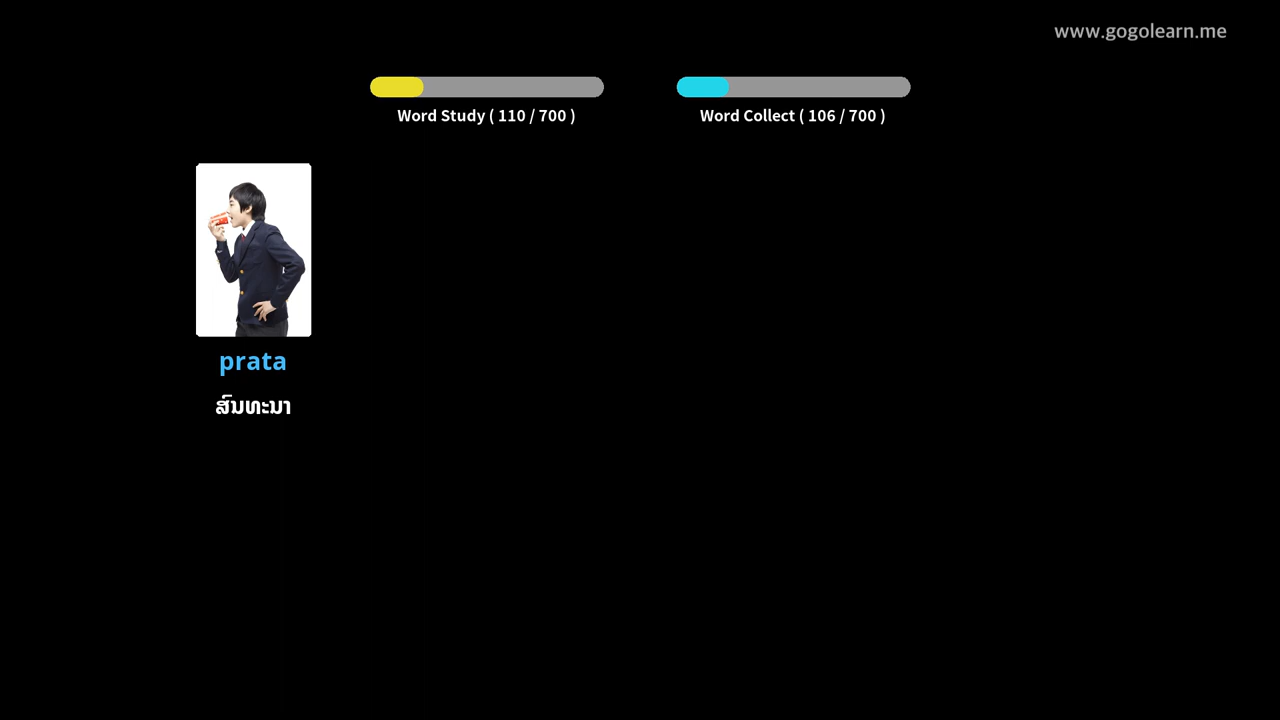 www.gogolearn.me
Word Study ( 110 / 700 )
Word Collect ( 106 / 700 )
prata
ສົນທະນາ